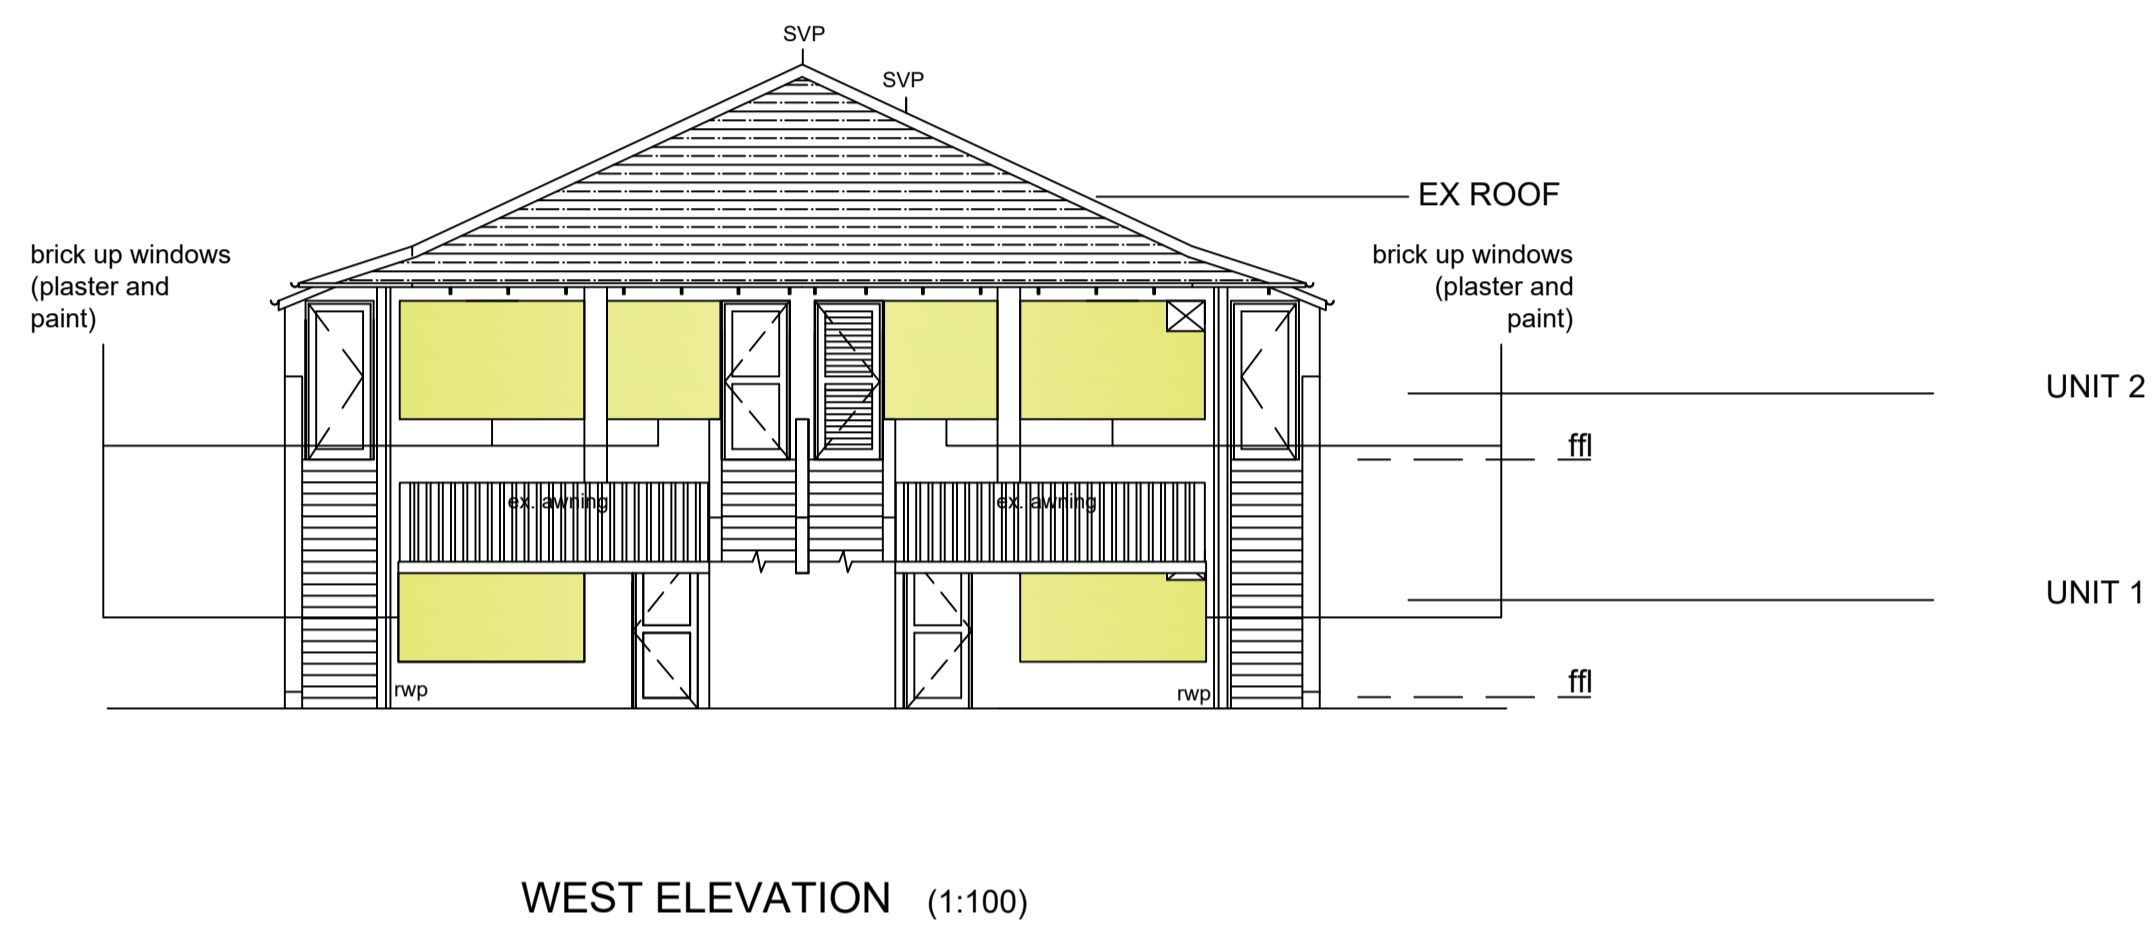 SVP
SVP
EX ROOF
brick up windows
(plaster and
paint)
brick up windows
(plaster and
paint)
UNIT 2
ffl
ex. awning
ex. awning
UNIT 1
ffl
rwp
rwp
WEST ELEVATION (1:100)